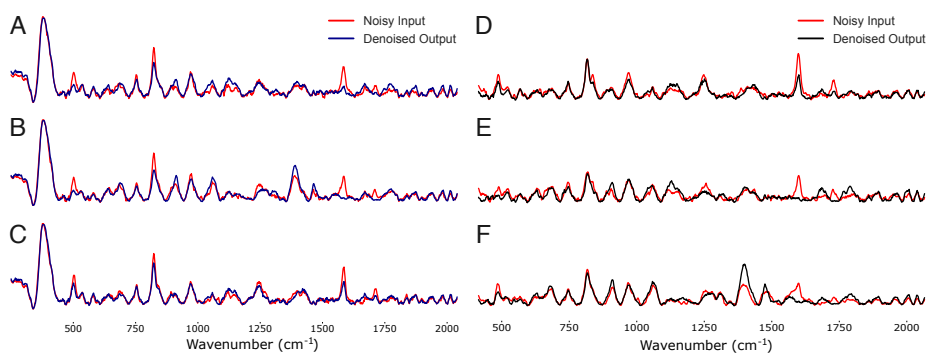 A
Noisy Input
Denoised Output
B
C
500 750 1000 1250 1500 1750 2000
Wavenumber (cm⁻¹)
D
Noisy Input
Denoised Output
E
F
500 750 1000 1250 1500 1750 2000
Wavenumber (cm⁻¹)